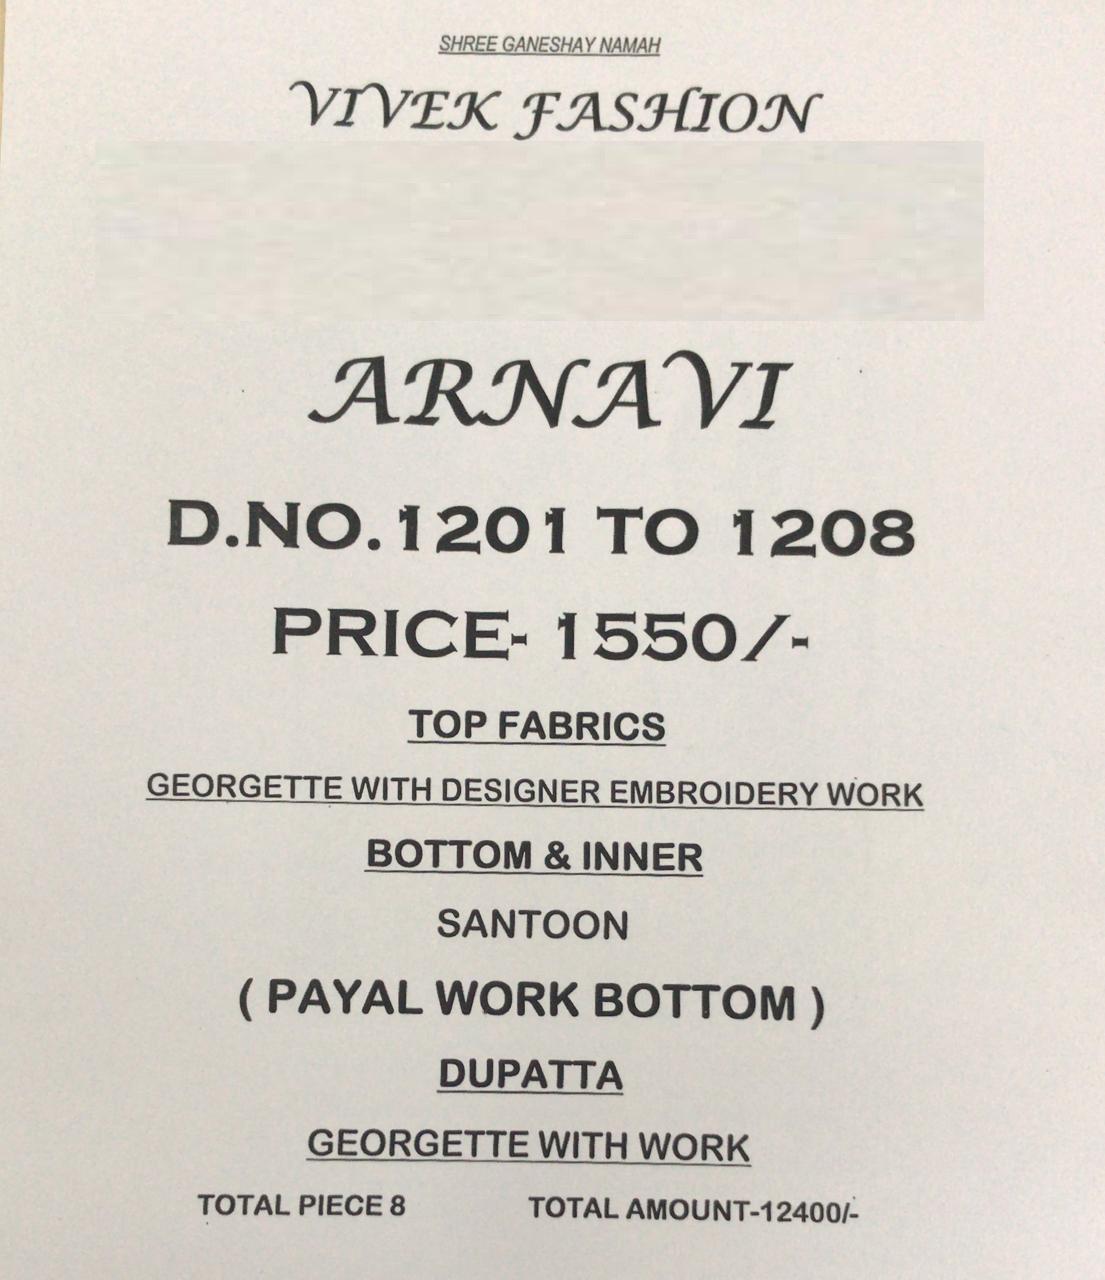 SHREE GANESHAY NAMAH
VIVEK FASHION
ARNAVI
D.NO.1201 TO 1208
PRICE- 1550/-
TOP FABRICS
GEORGETTE WITH DESIGNER EMBROIDERY WORK
BOTTOM & INNER
SANTOON
( PAYAL WORK BOTTOM )
DUPATTA
GEORGETTE WITH WORK
TOTAL PIECE 8 TOTAL AMOUNT-12400/-